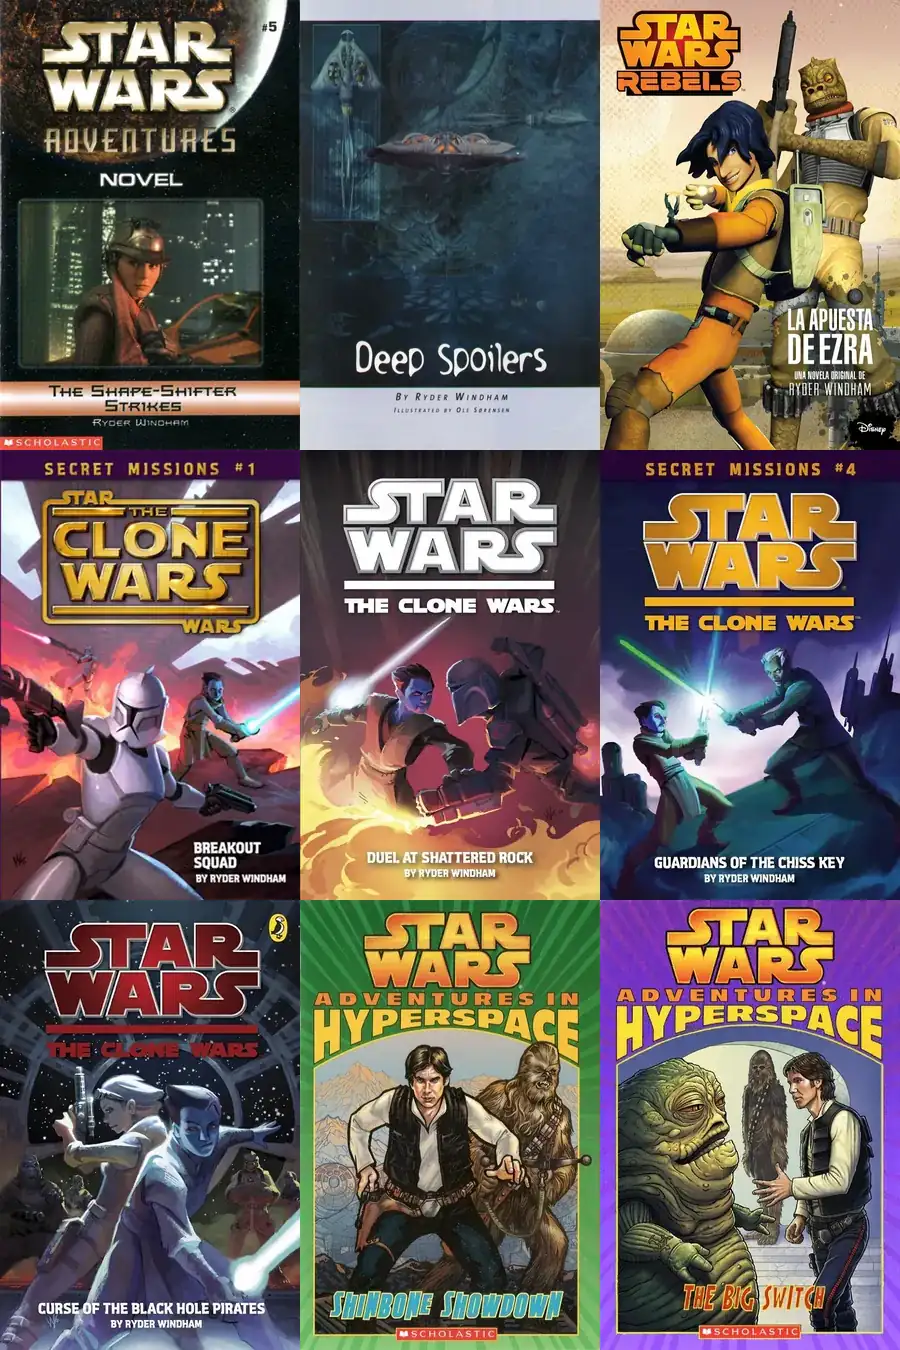 #5
STAR
WARS
ADVENTURES
NOVEL
THE SHAPE-SHIFTER
STRIKES
RYDER WINDHAM
SCHOLASTIC
Deep Spoilers
BY RYDER WINDHAM
ILLUSTRATED BY OLE SØRENSEN
STAR
WARS
REBELS
LA APUESTA
DE EZRA
UNA NOVELA ORIGINAL DE
RYDER WINDHAM
Disney
SECRET MISSIONS #1
STAR
THE
CLONE
WARS
WARS
BREAKOUT
SQUAD
BY RYDER WINDHAM
STAR
WARS
THE CLONE WARS
DUEL AT SHATTERED ROCK
BY RYDER WINDHAM
SECRET MISSIONS #4
STAR
WARS
THE CLONE WARS
GUARDIANS OF THE CHISS KEY
BY RYDER WINDHAM
STAR
WARS
THE CLONE WARS
CURSE OF THE BLACK HOLE PIRATES
BY RYDER WINDHAM
STAR
WARS
ADVENTURES IN
HYPERSPACE
SHINBONE SHOWDOWN
SCHOLASTIC
STAR
WARS
ADVENTURES IN
HYPERSPACE
THE BIG SWITCH
SCHOLASTIC